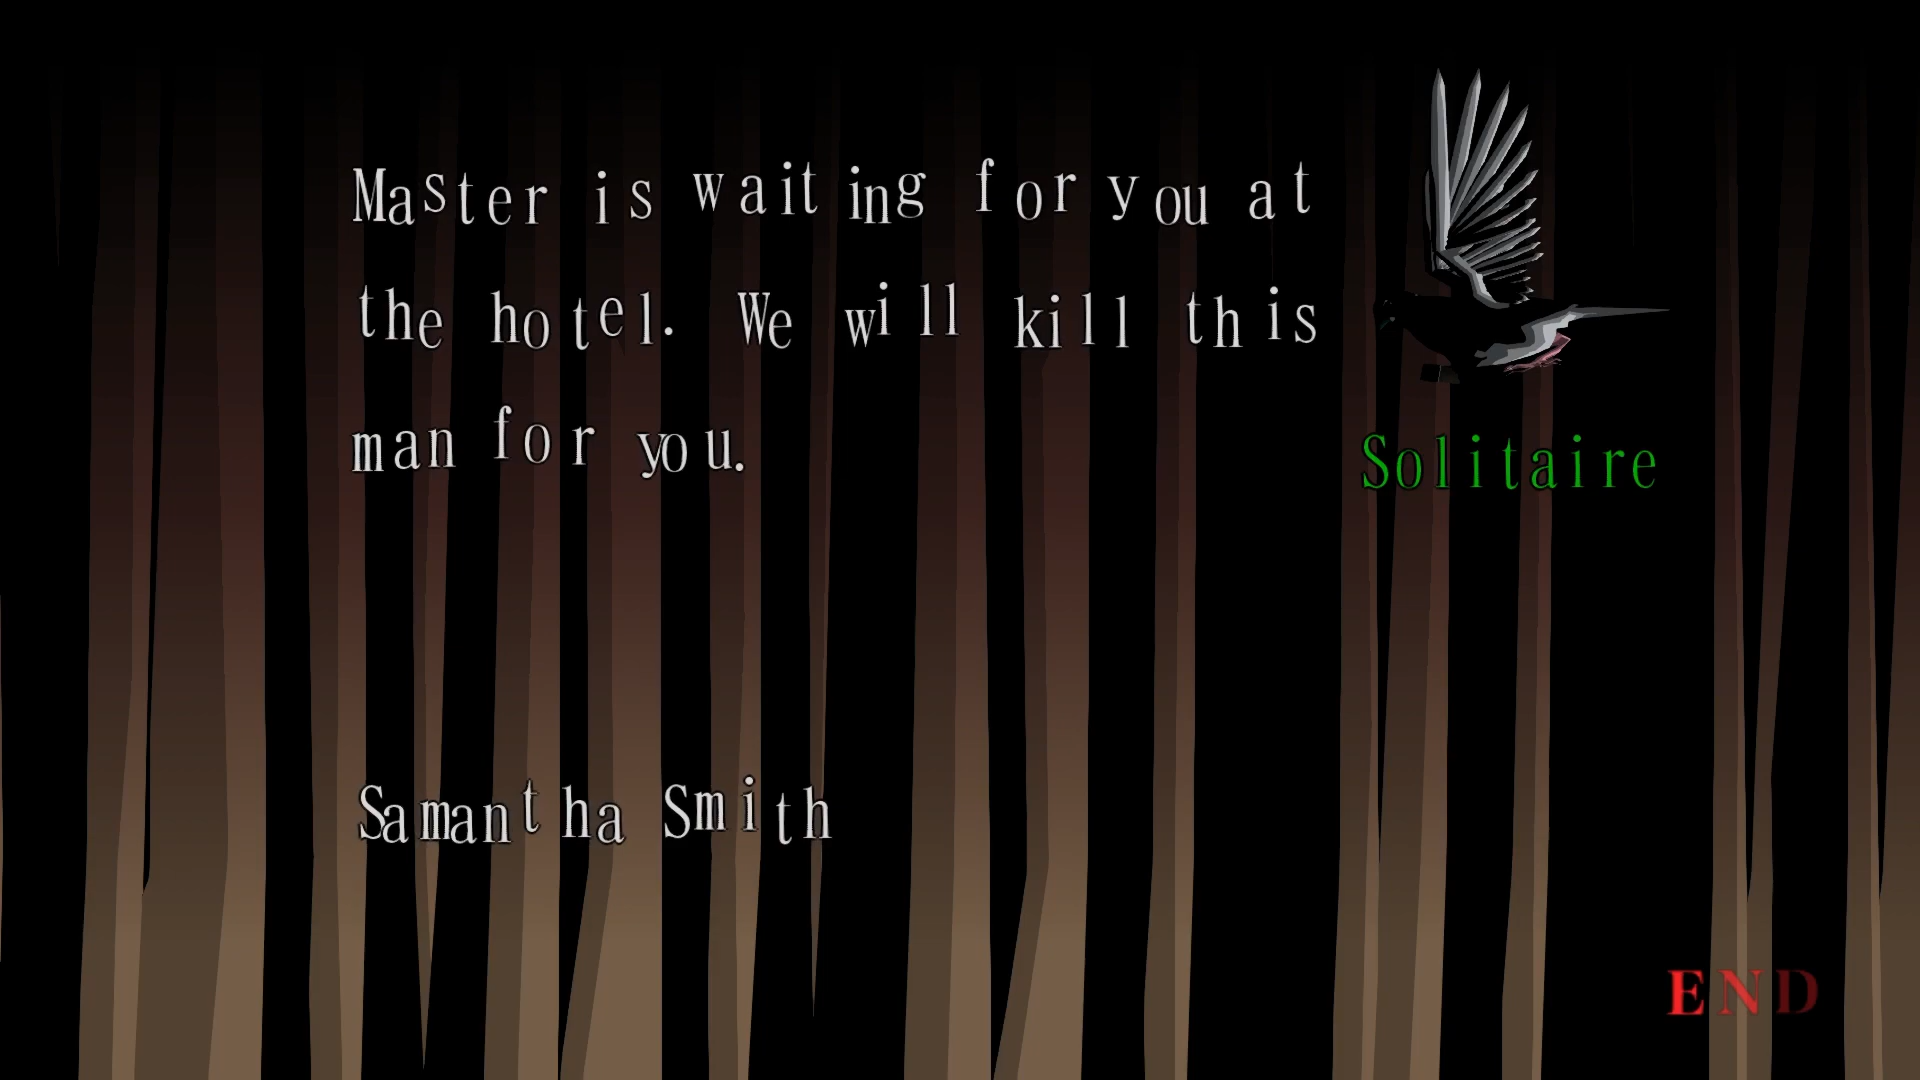 Master is waiting for you at
the hotel. We will kill this
man for you.
Solitaire
Samantha Smith
END